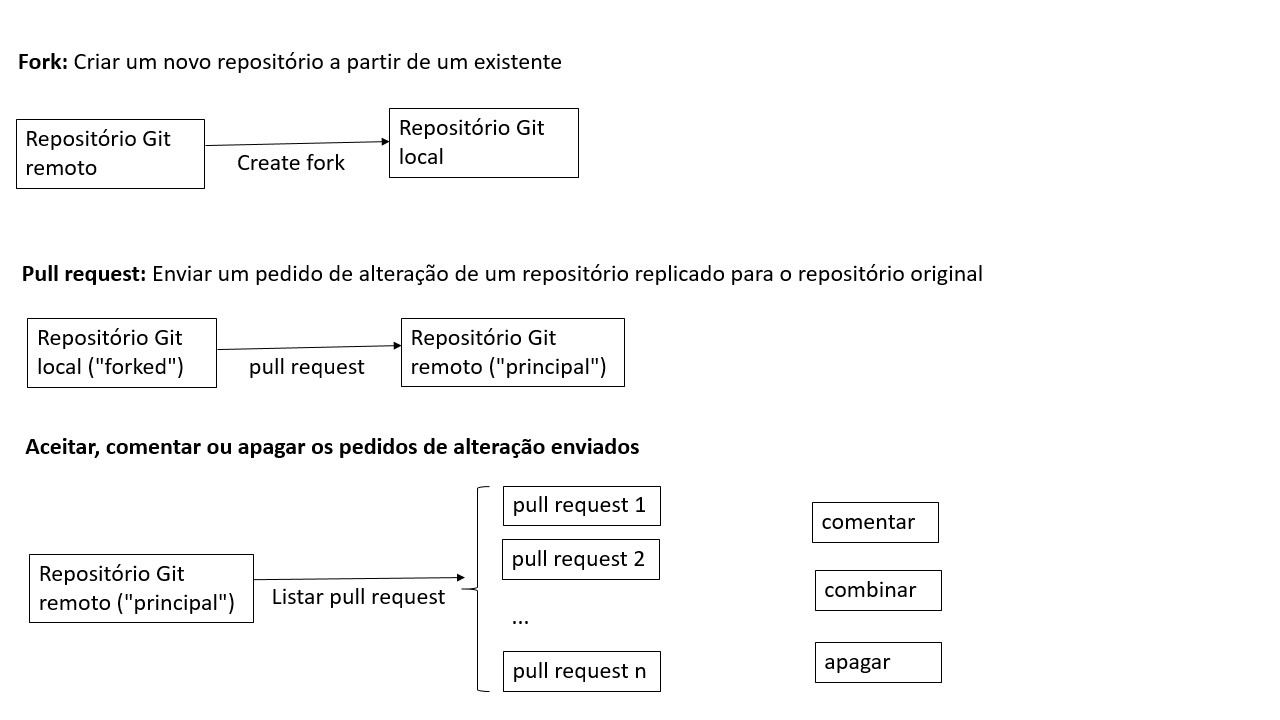 Fork: Criar um novo repositório a partir de um existente
Repositório Git
remoto
Create fork
Repositório Git
local
Pull request: Enviar um pedido de alteração de um repositório replicado para o repositório original
Repositório Git
local ("forked")
pull request
Repositório Git
remoto ("principal")
Aceitar, comentar ou apagar os pedidos de alteração enviados
Repositório Git
remoto ("principal")
Listar pull request
pull request 1
pull request 2
...
pull request n
comentar
combinar
apagar